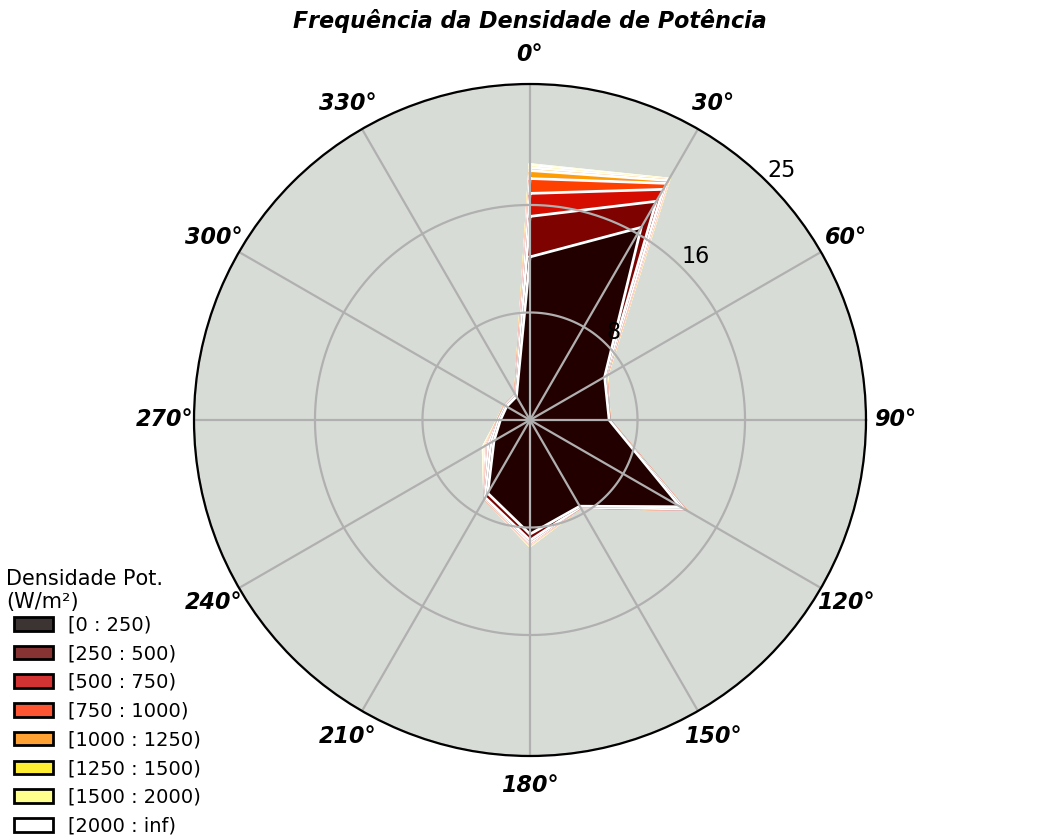 Frequência da Densidade de Potência
0°
330°
30°
25
300°
60°
16
8
270°
90°
240°
120°
210°
150°
180°
Densidade Pot.
(W/m²)
[0 : 250)
[250 : 500)
[500 : 750)
[750 : 1000)
[1000 : 1250)
[1250 : 1500)
[1500 : 2000)
[2000 : inf)